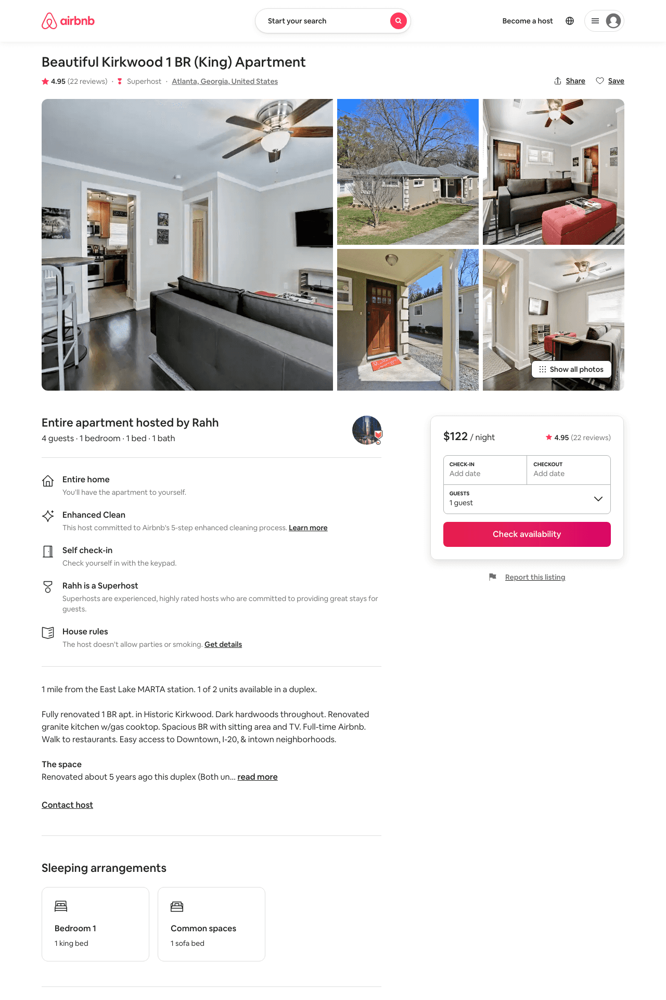 airbnb
Start your search
Become a host
Beautiful Kirkwood 1 BR (King) Apartment
4.95 (22 reviews) · Superhost · Atlanta, Georgia, United States
Share
Save
Show all photos
Entire apartment hosted by Rahh
4 guests · 1 bedroom · 1 bed · 1 bath
$122 / night
4.95 (22 reviews)
CHECK-IN
Add date
CHECKOUT
Add date
GUESTS
1 guest
Check availability
Report this listing
Entire home
You'll have the apartment to yourself.
Enhanced Clean
This host committed to Airbnb's 5-step enhanced cleaning process. Learn more
Self check-in
Check yourself in with the keypad.
Rahh is a Superhost
Superhosts are experienced, highly rated hosts who are committed to providing great stays for
guests.
House rules
The host doesn't allow parties or smoking. Get details
1 mile from the East Lake MARTA station. 1 of 2 units available in a duplex.
Fully renovated 1 BR apt. in Historic Kirkwood. Dark hardwoods throughout. Renovated
granite kitchen w/gas cooktop. Spacious BR with sitting area and TV. Full-time Airbnb.
Walk to restaurants. Easy access to Downtown, I-20, & intown neighborhoods.
The space
Renovated about 5 years ago this duplex (Both un... read more
Contact host
Sleeping arrangements
Bedroom 1
1 king bed
Common spaces
1 sofa bed